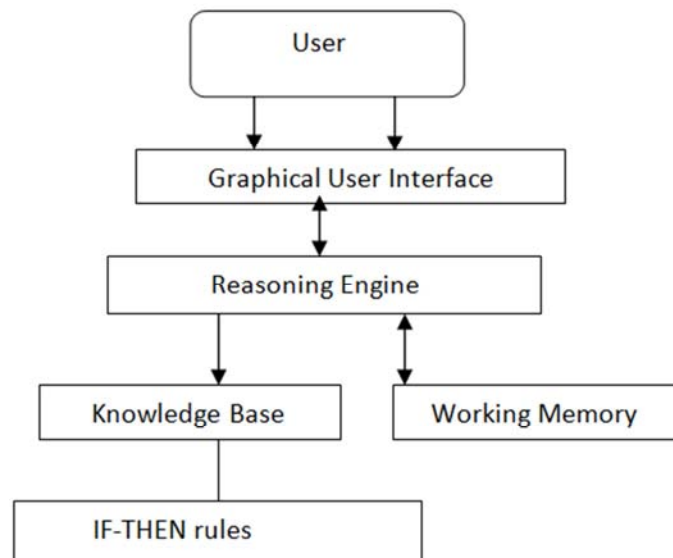 User
Graphical User Interface
Reasoning Engine
Knowledge Base
Working Memory
IF-THEN rules